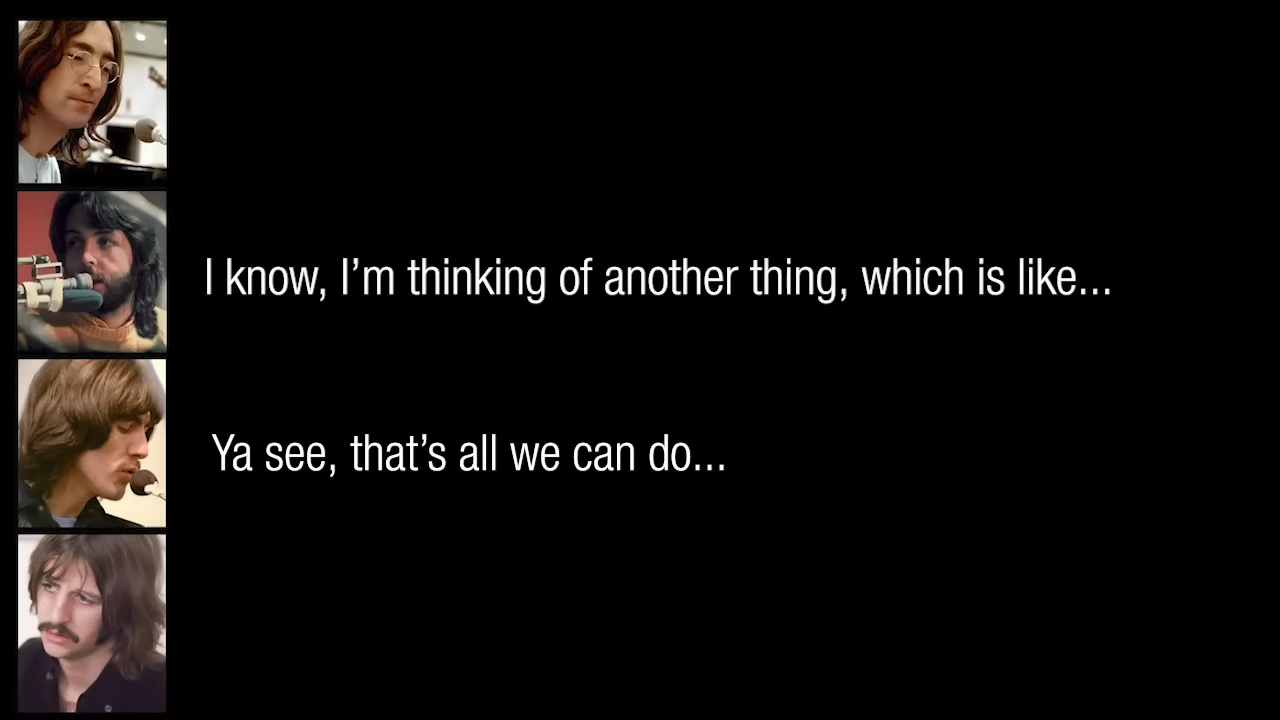 I know, I’m thinking of another thing, which is like...
Ya see, that’s all we can do...